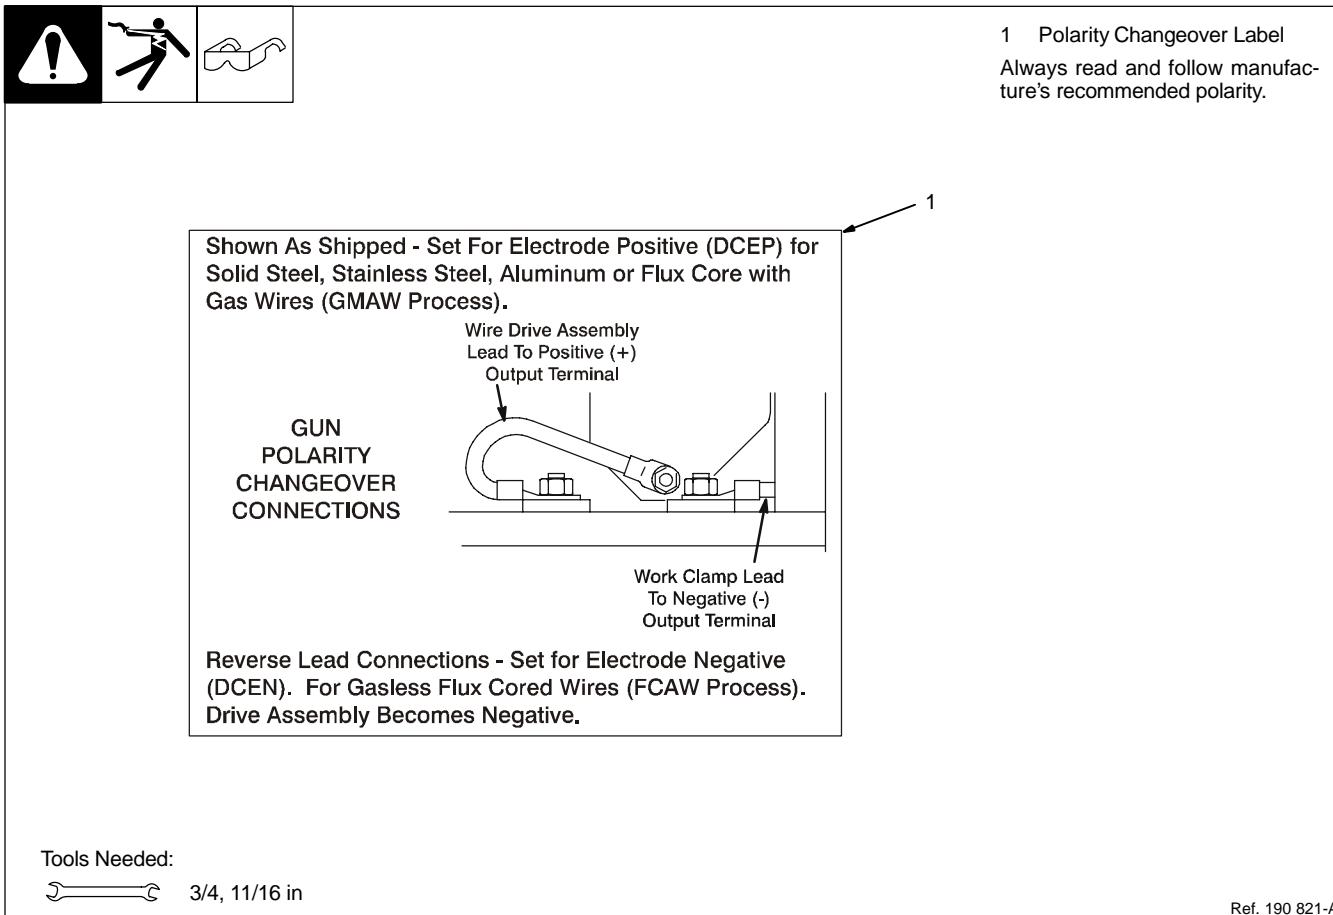 1 Polarity Changeover Label
Always read and follow manufac-
ture's recommended polarity.
1
Shown As Shipped - Set For Electrode Positive (DCEP) for
Solid Steel, Stainless Steel, Aluminum or Flux Core with
Gas Wires (GMAW Process).
Wire Drive Assembly
Lead To Positive (+)
Output Terminal
GUN
POLARITY
CHANGEOVER
CONNECTIONS
Work Clamp Lead
To Negative (-)
Output Terminal
Reverse Lead Connections - Set for Electrode Negative
(DCEN). For Gasless Flux Cored Wires (FCAW Process).
Drive Assembly Becomes Negative.
Tools Needed:
3/4, 11/16 in
Ref. 190 821-A